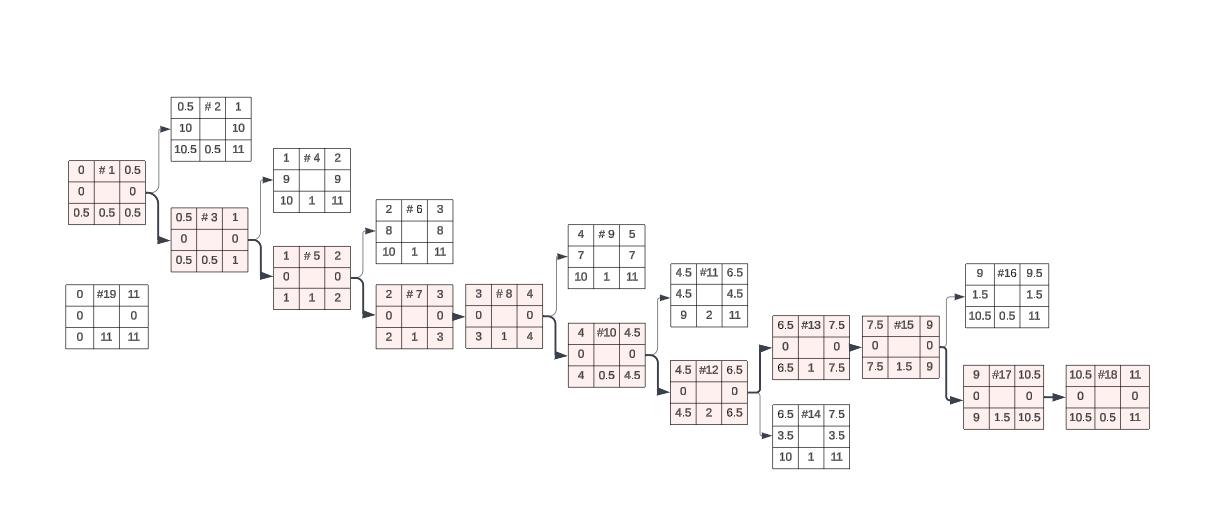 0.5 # 2 1
10 10
10.5 0.5 11
0 # 1 0.5
0 0
0.5 0.5 0.5
1 # 4 2
9 9
10 1 11
0.5 # 3 1
0 0
0.5 0.5 1
2 # 6 3
8 8
10 1 11
1 # 5 2
0 0
1 1 2
0 #19 11
0 0
0 11 11
2 # 7 3
0 0
2 1 3
3 # 8 4
0 0
3 1 4
4 # 9 5
7 7
10 1 11
4 #10 4.5
0 0
4 0.5 4.5
4.5 #11 6.5
4.5 4.5
9 2 11
4.5 #12 6.5
0 0
4.5 2 6.5
6.5 #13 7.5
0 0
6.5 1 7.5
6.5 #14 7.5
3.5 3.5
10 1 11
7.5 #15 9
0 0
7.5 1.5 9
9 #16 9.5
1.5 1.5
10.5 0.5 11
9 #17 10.5
0 0
9 1.5 10.5
10.5 #18 11
0 0
10.5 0.5 11